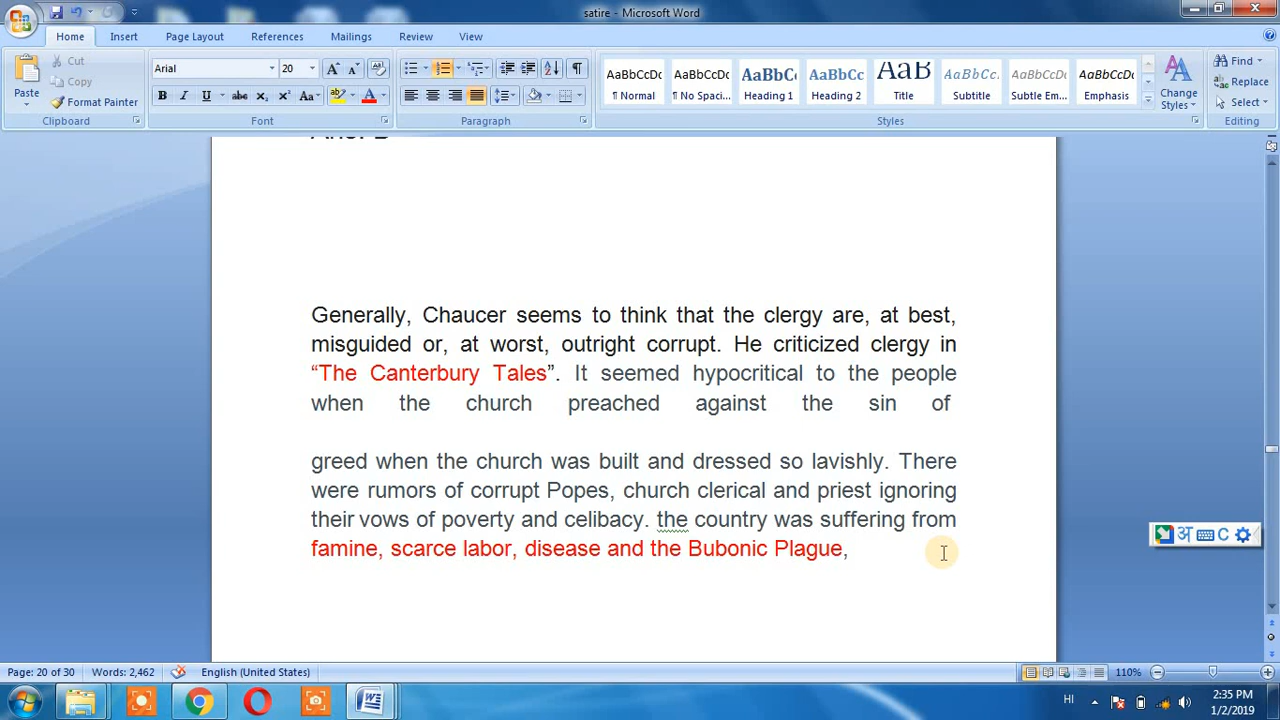 satire - Microsoft Word
Home Insert Page Layout References Mailings Review View
Paste
Cut
Copy
Format Painter
Clipboard
Arial 20
B I U abc x₂ x² Aa
Font
Paragraph
AaBbCcDc AaBbCcDc AaBbCc AaBbCc AaB AaBbCc. AaBbCcDc AaBbCcDc
¶ Normal ¶ No Spaci... Heading 1 Heading 2 Title Subtitle Subtle Em... Emphasis
Change Styles
Styles
Find
Replace
Select
Editing
Generally, Chaucer seems to think that the clergy are, at best,
misguided or, at worst, outright corrupt. He criticized clergy in
“The Canterbury Tales”. It seemed hypocritical to the people
when the church preached against the sin of
greed when the church was built and dressed so lavishly. There
were rumors of corrupt Popes, church clerical and priest ignoring
their vows of poverty and celibacy. the country was suffering from
famine, scarce labor, disease and the Bubonic Plague,
अ C
Page: 20 of 30 Words: 2,462 English (United States) 110%
HI 2:35 PM
1/2/2019